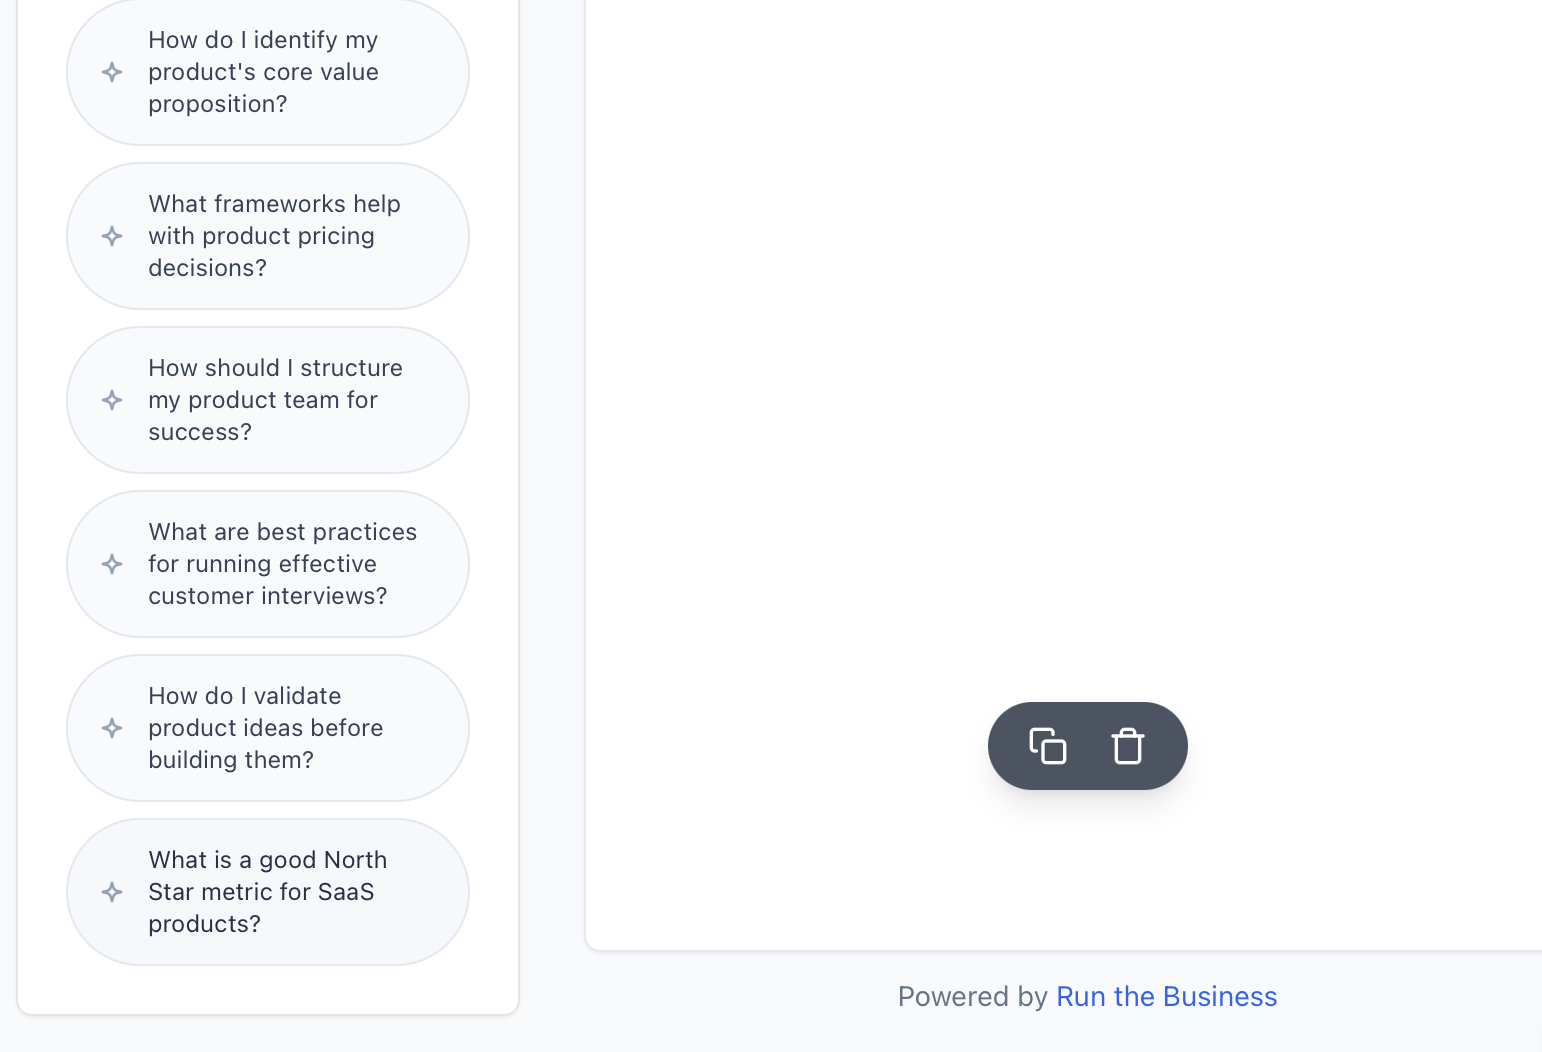 How do I identify my
product's core value
proposition?
What frameworks help
with product pricing
decisions?
How should I structure
my product team for
success?
What are best practices
for running effective
customer interviews?
How do I validate
product ideas before
building them?
What is a good North
Star metric for SaaS
products?
Powered by Run the Business